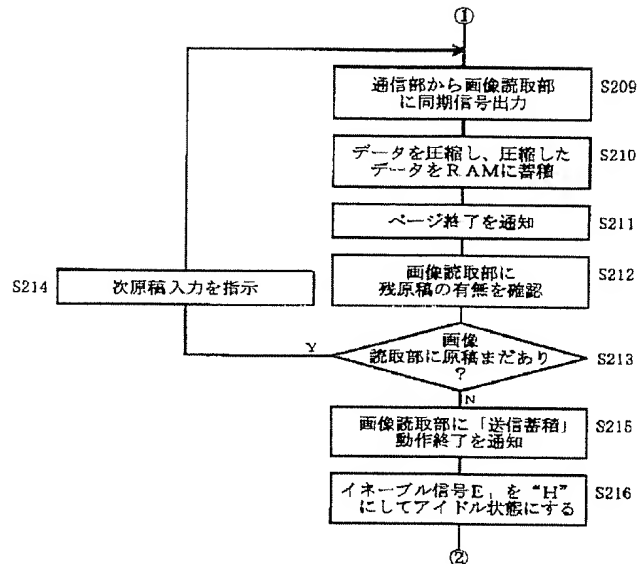 ①
通信部から画像読取部
に同期信号出力
S209
データを圧縮し、圧縮した
データをRAMに蓄積
S210
ページ終了を通知
S211
画像読取部に
残原稿の有無を確認
S212
S214
次原稿入力を指示
画像
読取部に原稿まだあり
?
S213
Y
N
画像読取部に「送信蓄積」
動作終了を通知
S215
イネーブル信号E」を“H”
にしてアイドル状態にする
S216
②